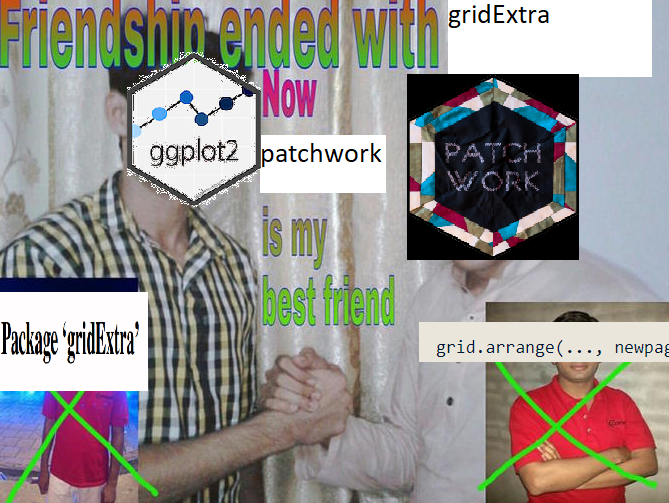 Friendship ended with gridExtra
Now
patchwork
is my
best friend
ggplot2
PATCH
WORK
Package ‘gridExtra’
grid.arrange(..., newpag